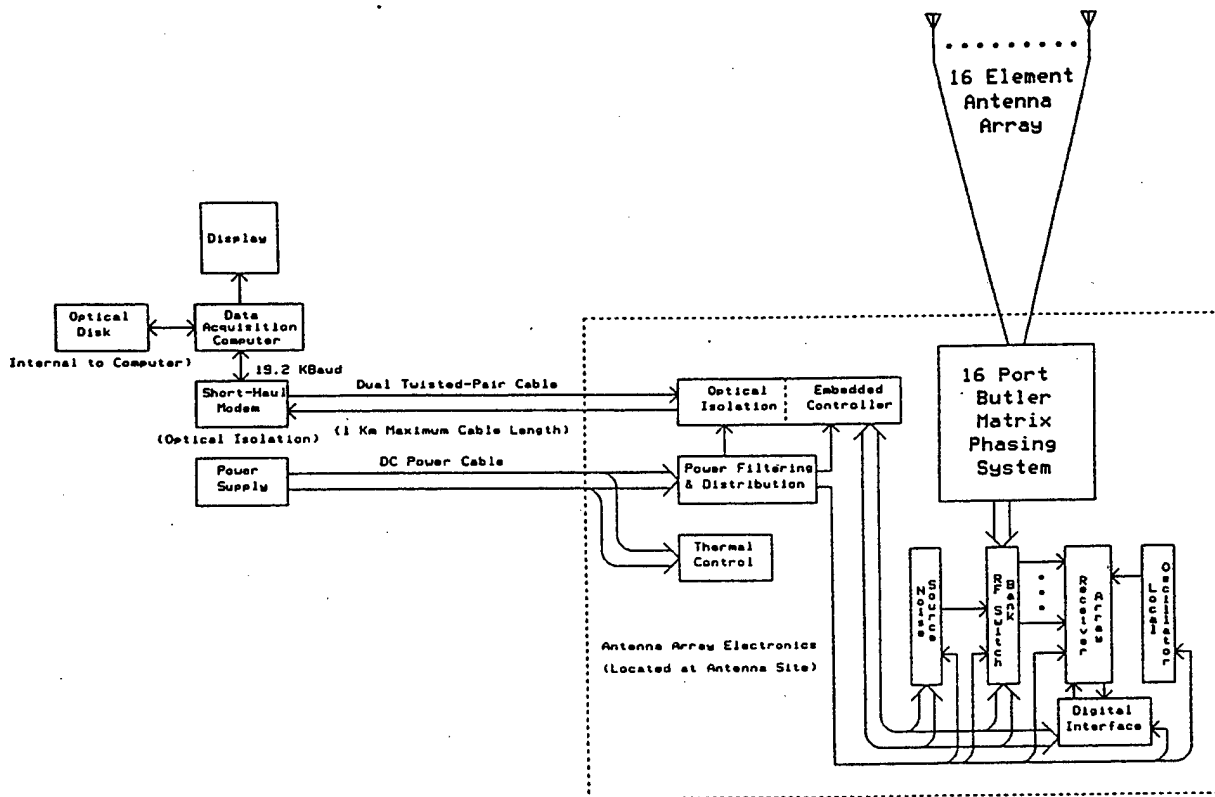 16 Element
Antenna
Array
Display
Optical
Disk
Data
Acquisition
Computer
Internal to Computer)
19.2 KBaud
Short-Haul
Modem
Dual Twisted-Pair Cable
Optical
Isolation
Embedded
Controller
(Optical Isolation)
(1 Km Maximum Cable Length)
16 Port
Butler
Matrix
Phasing
System
Power
Supply
DC Power Cable
Power Filtering
& Distribution
Thermal
Control
Noise
Source
RF Switch
Bank
Receiver
Array
Local
Oscillator
Antenna Array Electronics
(Located at Antenna Site)
Digital
Interface